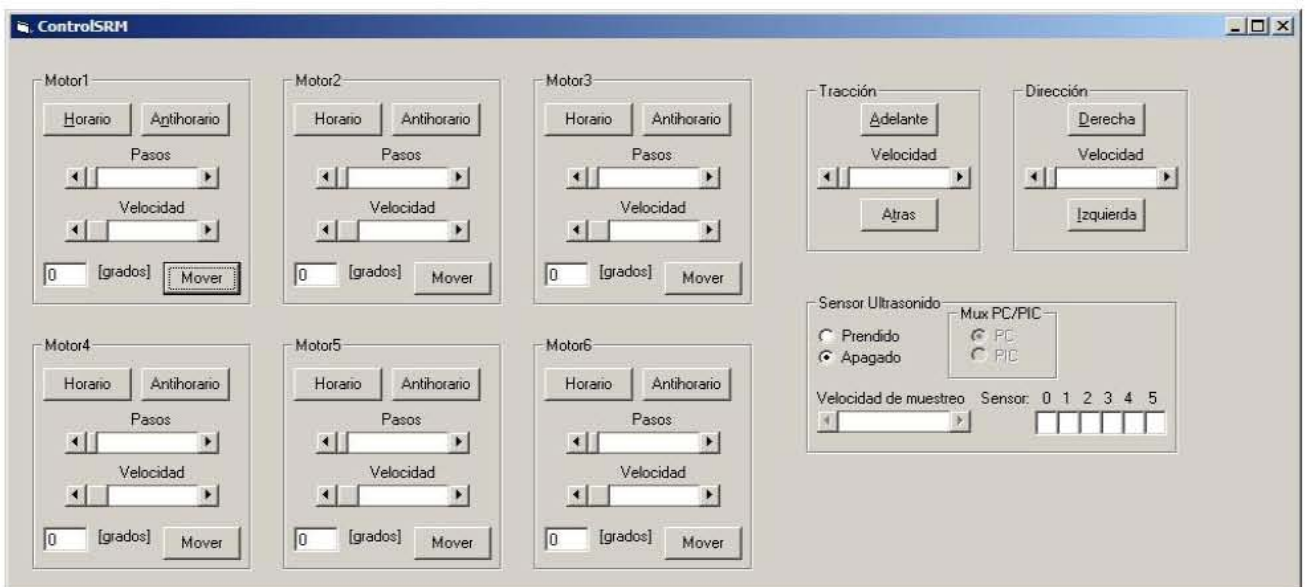 ControlSRM
Motor1
Horario Antihorario
Pasos
Velocidad
0 [grados] Mover
Motor2
Horario Antihorario
Pasos
Velocidad
0 [grados] Mover
Motor3
Horario Antihorario
Pasos
Velocidad
0 [grados] Mover
Tracción
Adelante
Velocidad
Atras
Dirección
Derecha
Velocidad
Izquierda
Motor4
Horario Antihorario
Pasos
Velocidad
0 [grados] Mover
Motor5
Horario Antihorario
Pasos
Velocidad
0 [grados] Mover
Motor6
Horario Antihorario
Pasos
Velocidad
0 [grados] Mover
Sensor Ultrasonido
Prendido
Apagado
Mux PC/PIC
PC
PIC
Velocidad de muestreo Sensor: 0 1 2 3 4 5